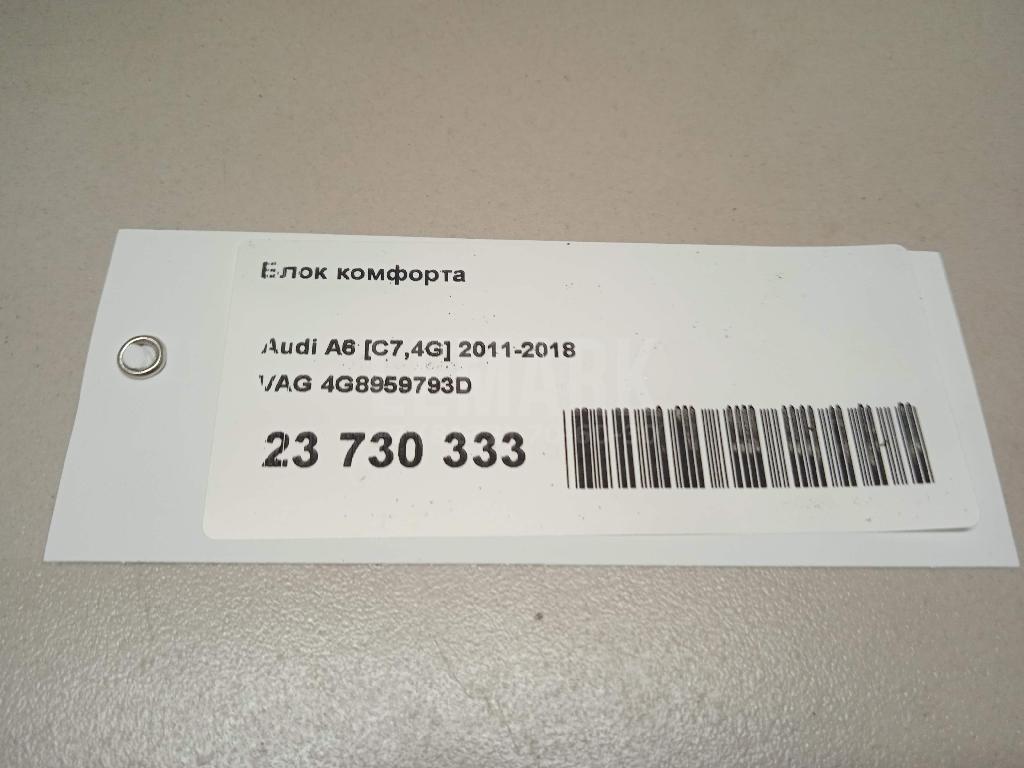 Блок комфорта
Audi A6 [C7,4G] 2011-2018
VAG 4G8959793D
23 730 333